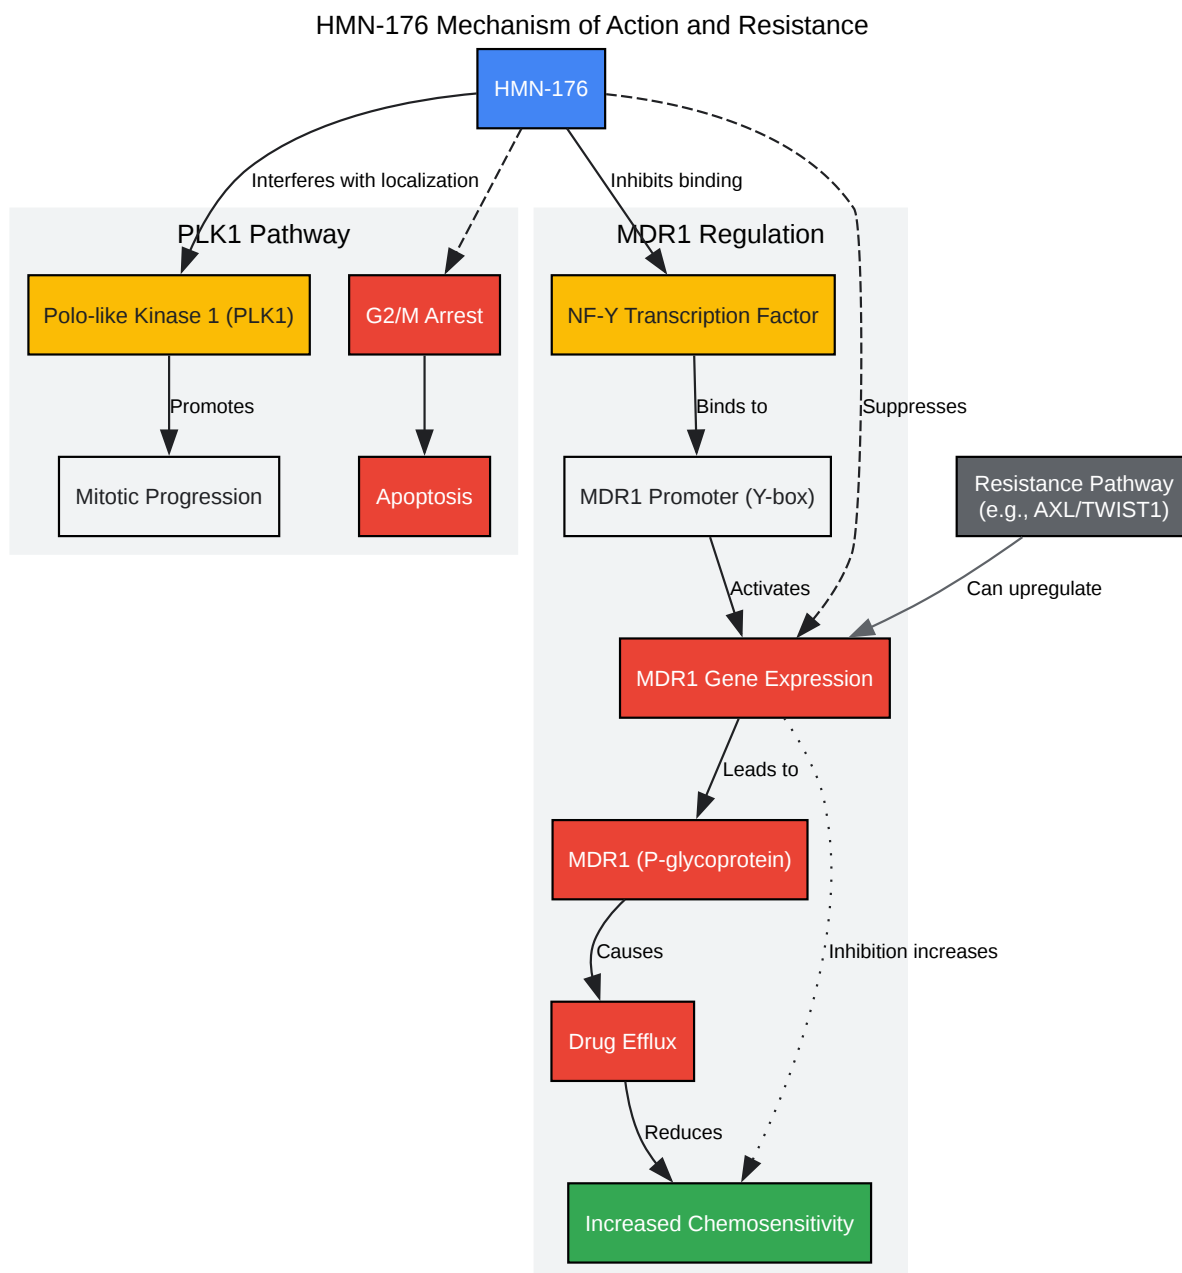 HMN-176 Mechanism of Action and Resistance
HMN-176
Interferes with localization
Inhibits binding
PLK1 Pathway
MDR1 Regulation
Polo-like Kinase 1 (PLK1)
G2/M Arrest
NF-Y Transcription Factor
Promotes
Binds to
Suppresses
Mitotic Progression
Apoptosis
MDR1 Promoter (Y-box)
Resistance Pathway
(e.g., AXL/TWIST1)
Activates
Can upregulate
MDR1 Gene Expression
Leads to
MDR1 (P-glycoprotein)
Causes
Inhibition increases
Drug Efflux
Reduces
Increased Chemosensitivity